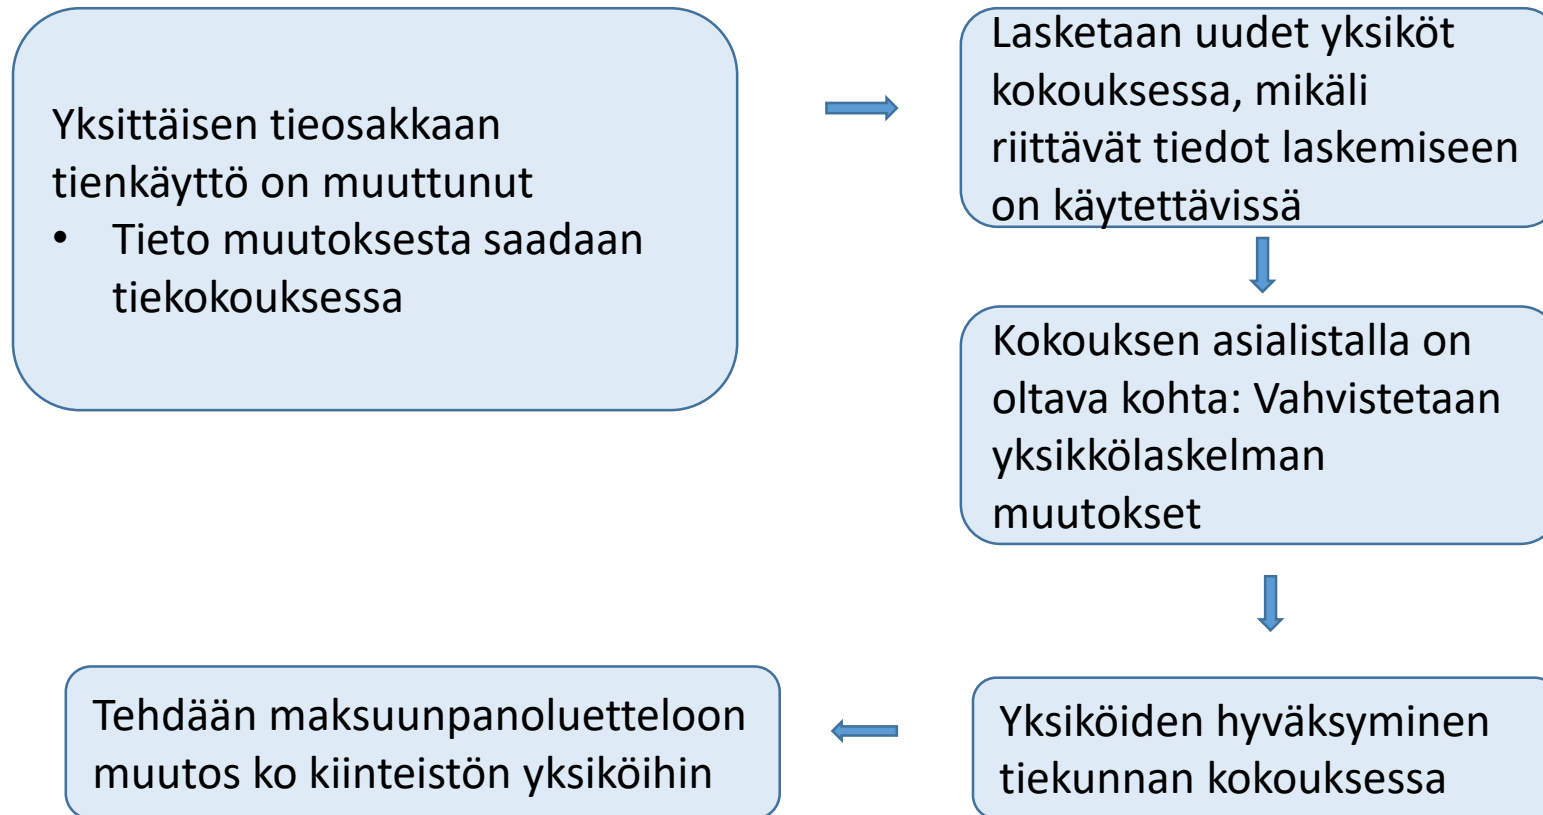 Yksittäisen tieosakkaan
tienkäyttö on muuttunut
• Tieto muutoksesta saadaan
tiekokouksessa
Lasketaan uudet yksiköt
kokouksessa, mikäli
riittävät tiedot laskemiseen
on käytettävissä
Kokouksen asialistalla on
oltava kohta: Vahvistetaan
yksikkölaskelman
muutokset
Yksiköiden hyväksyminen
tiekunnan kokouksessa
Tehdään maksuunpanoluetteloon
muutos ko kiinteistön yksiköihin